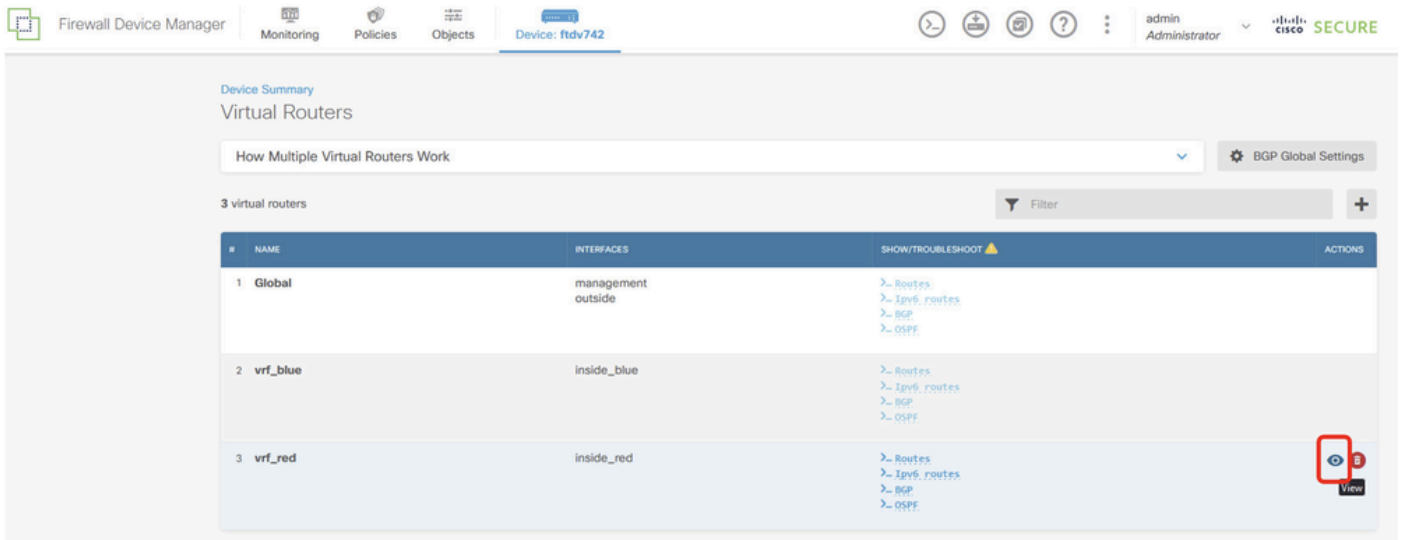 Firewall Device Manager
Monitoring
Policies
Objects
Device: ftdv742
admin
Administrator
cisco SECURE
Device Summary
Virtual Routers
How Multiple Virtual Routers Work
BGP Global Settings
3 virtual routers
Filter
# NAME INTERFACES SHOW/TROUBLESHOOT ACTIONS
1 Global management >_ Routes
outside >_ Ipv6 routes
>_ BGP
>_ OSPF
2 vrf_blue inside_blue >_ Routes
>_ Ipv6 routes
>_ BGP
>_ OSPF
3 vrf_red inside_red >_ Routes
>_ Ipv6 routes
>_ BGP
View
>_ OSPF